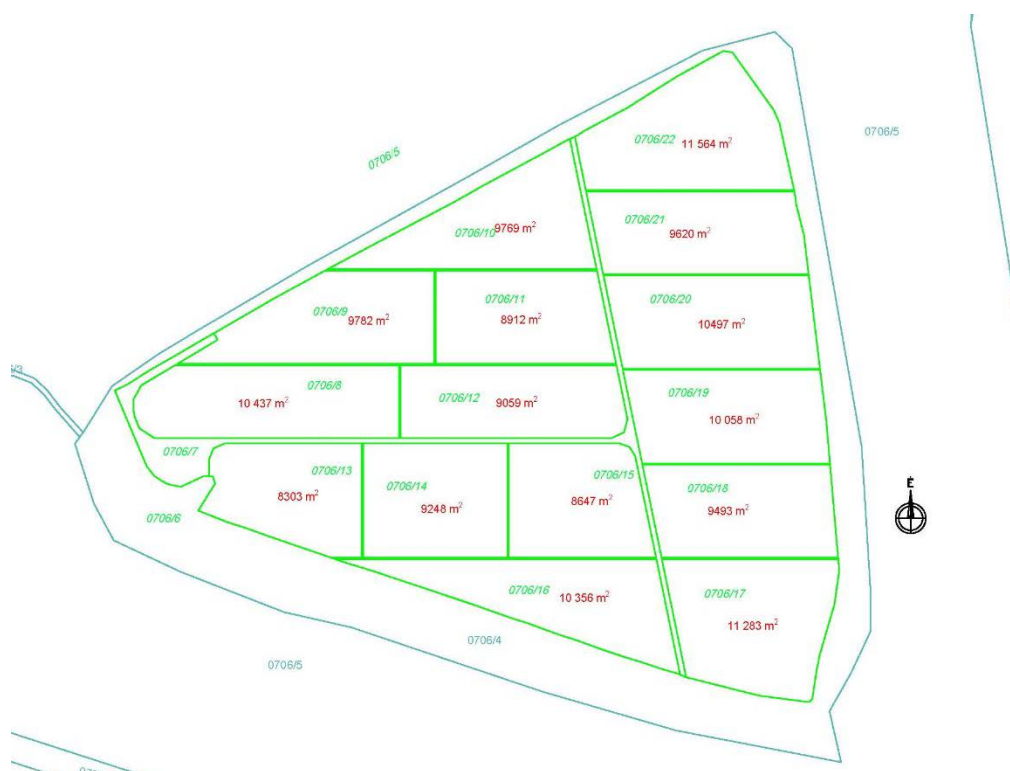 0706/5
0706/22
11 564 m²
0706/5
0706/21
9620 m²
0706/10
9769 m²
0706/20
10497 m²
0706/11
8912 m²
0706/9
9782 m²
0706/8
10 437 m²
0706/12
9059 m²
0706/19
10 058 m²
0706/7
0706/13
8303 m²
0706/14
9248 m²
0706/15
8647 m²
0706/18
9493 m²
É
0706/6
0706/16
10 356 m²
0706/17
11 283 m²
0706/4
0706/5